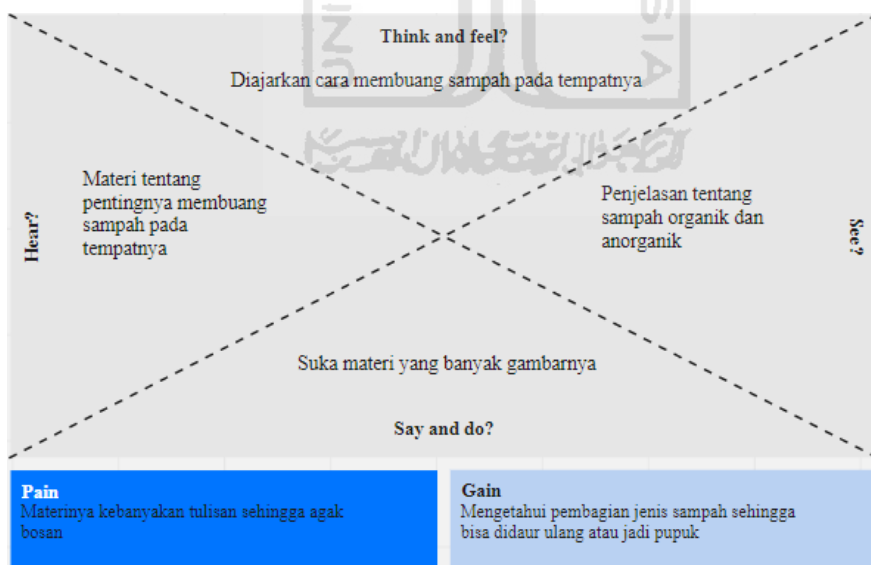 Think and feel?
Diajarkan cara membuang sampah pada tempatnya
Hear?
Materi tentang
pentingnya membuang
sampah pada
tempatnya
Penjelasan tentang
sampah organik dan
anorganik
See?
Suka materi yang banyak gambarnya
Say and do?
Pain
Materinya kebanyakan tulisan sehingga agak
bosan
Gain
Mengetahui pembagian jenis sampah sehingga
bisa didaur ulang atau jadi pupuk